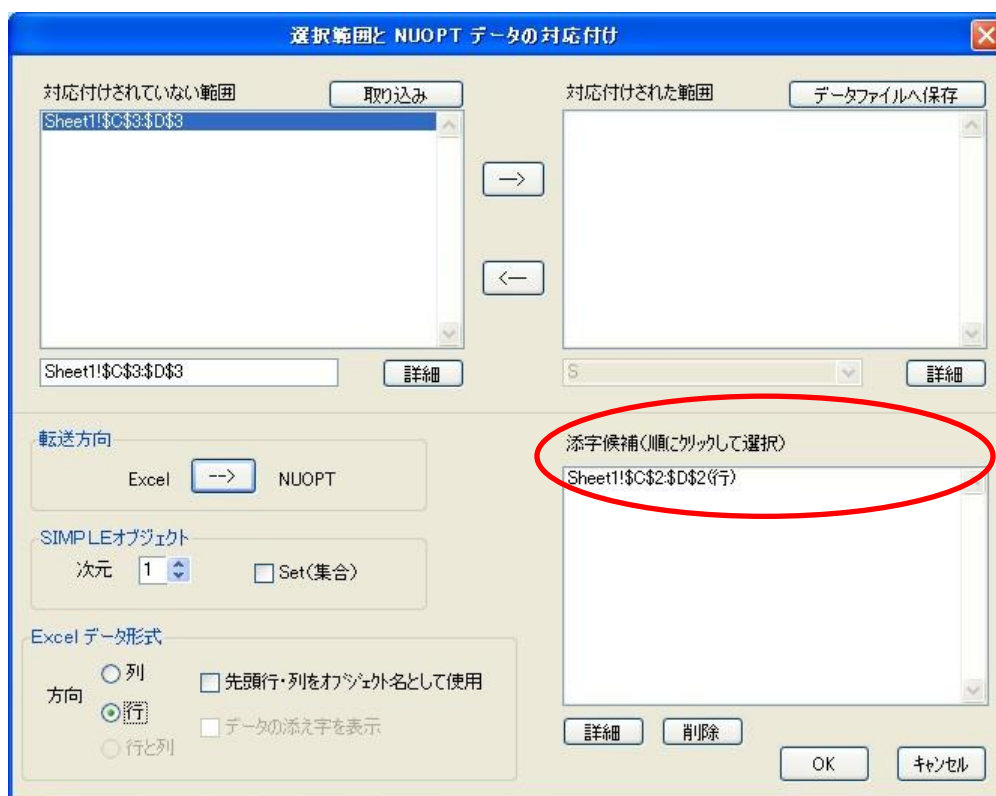 選択範囲と NUOPT データの対応付け
対応付けされていない範囲
取り込み
Sheet1!$C$3:$D$3
-->
<--
Sheet1!$C$3:$D$3
詳細
対応付けされた範囲
データファイルへ保存
S
詳細
転送方向
Excel
-->
NUOPT
SIMPLEオブジェクト
次元
1
Set(集合)
Excel データ形式
方向
列
行
行と列
先頭行・列をオブジェクト名として使用
データの添え字を表示
添字候補(順にクリックして選択)
Sheet1!$C$2:$D$2(行)
詳細
削除
OK
キャンセル